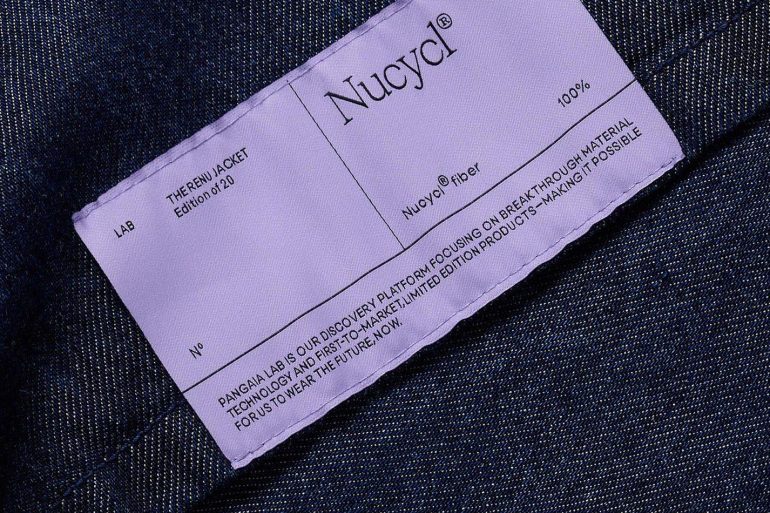 LAB
THE RENU JACKET
Edition of 20
Nº
Nucycl®
Nucycl® fiber
100%
PANGAIA LAB IS OUR DISCOVERY PLATFORM FOCUSING ON BREAKTHROUGH MATERIAL
TECHNOLOGY AND FIRST-TO-MARKET, LIMITED EDITION PRODUCTS—MAKING IT POSSIBLE
FOR US TO WEAR THE FUTURE, NOW.